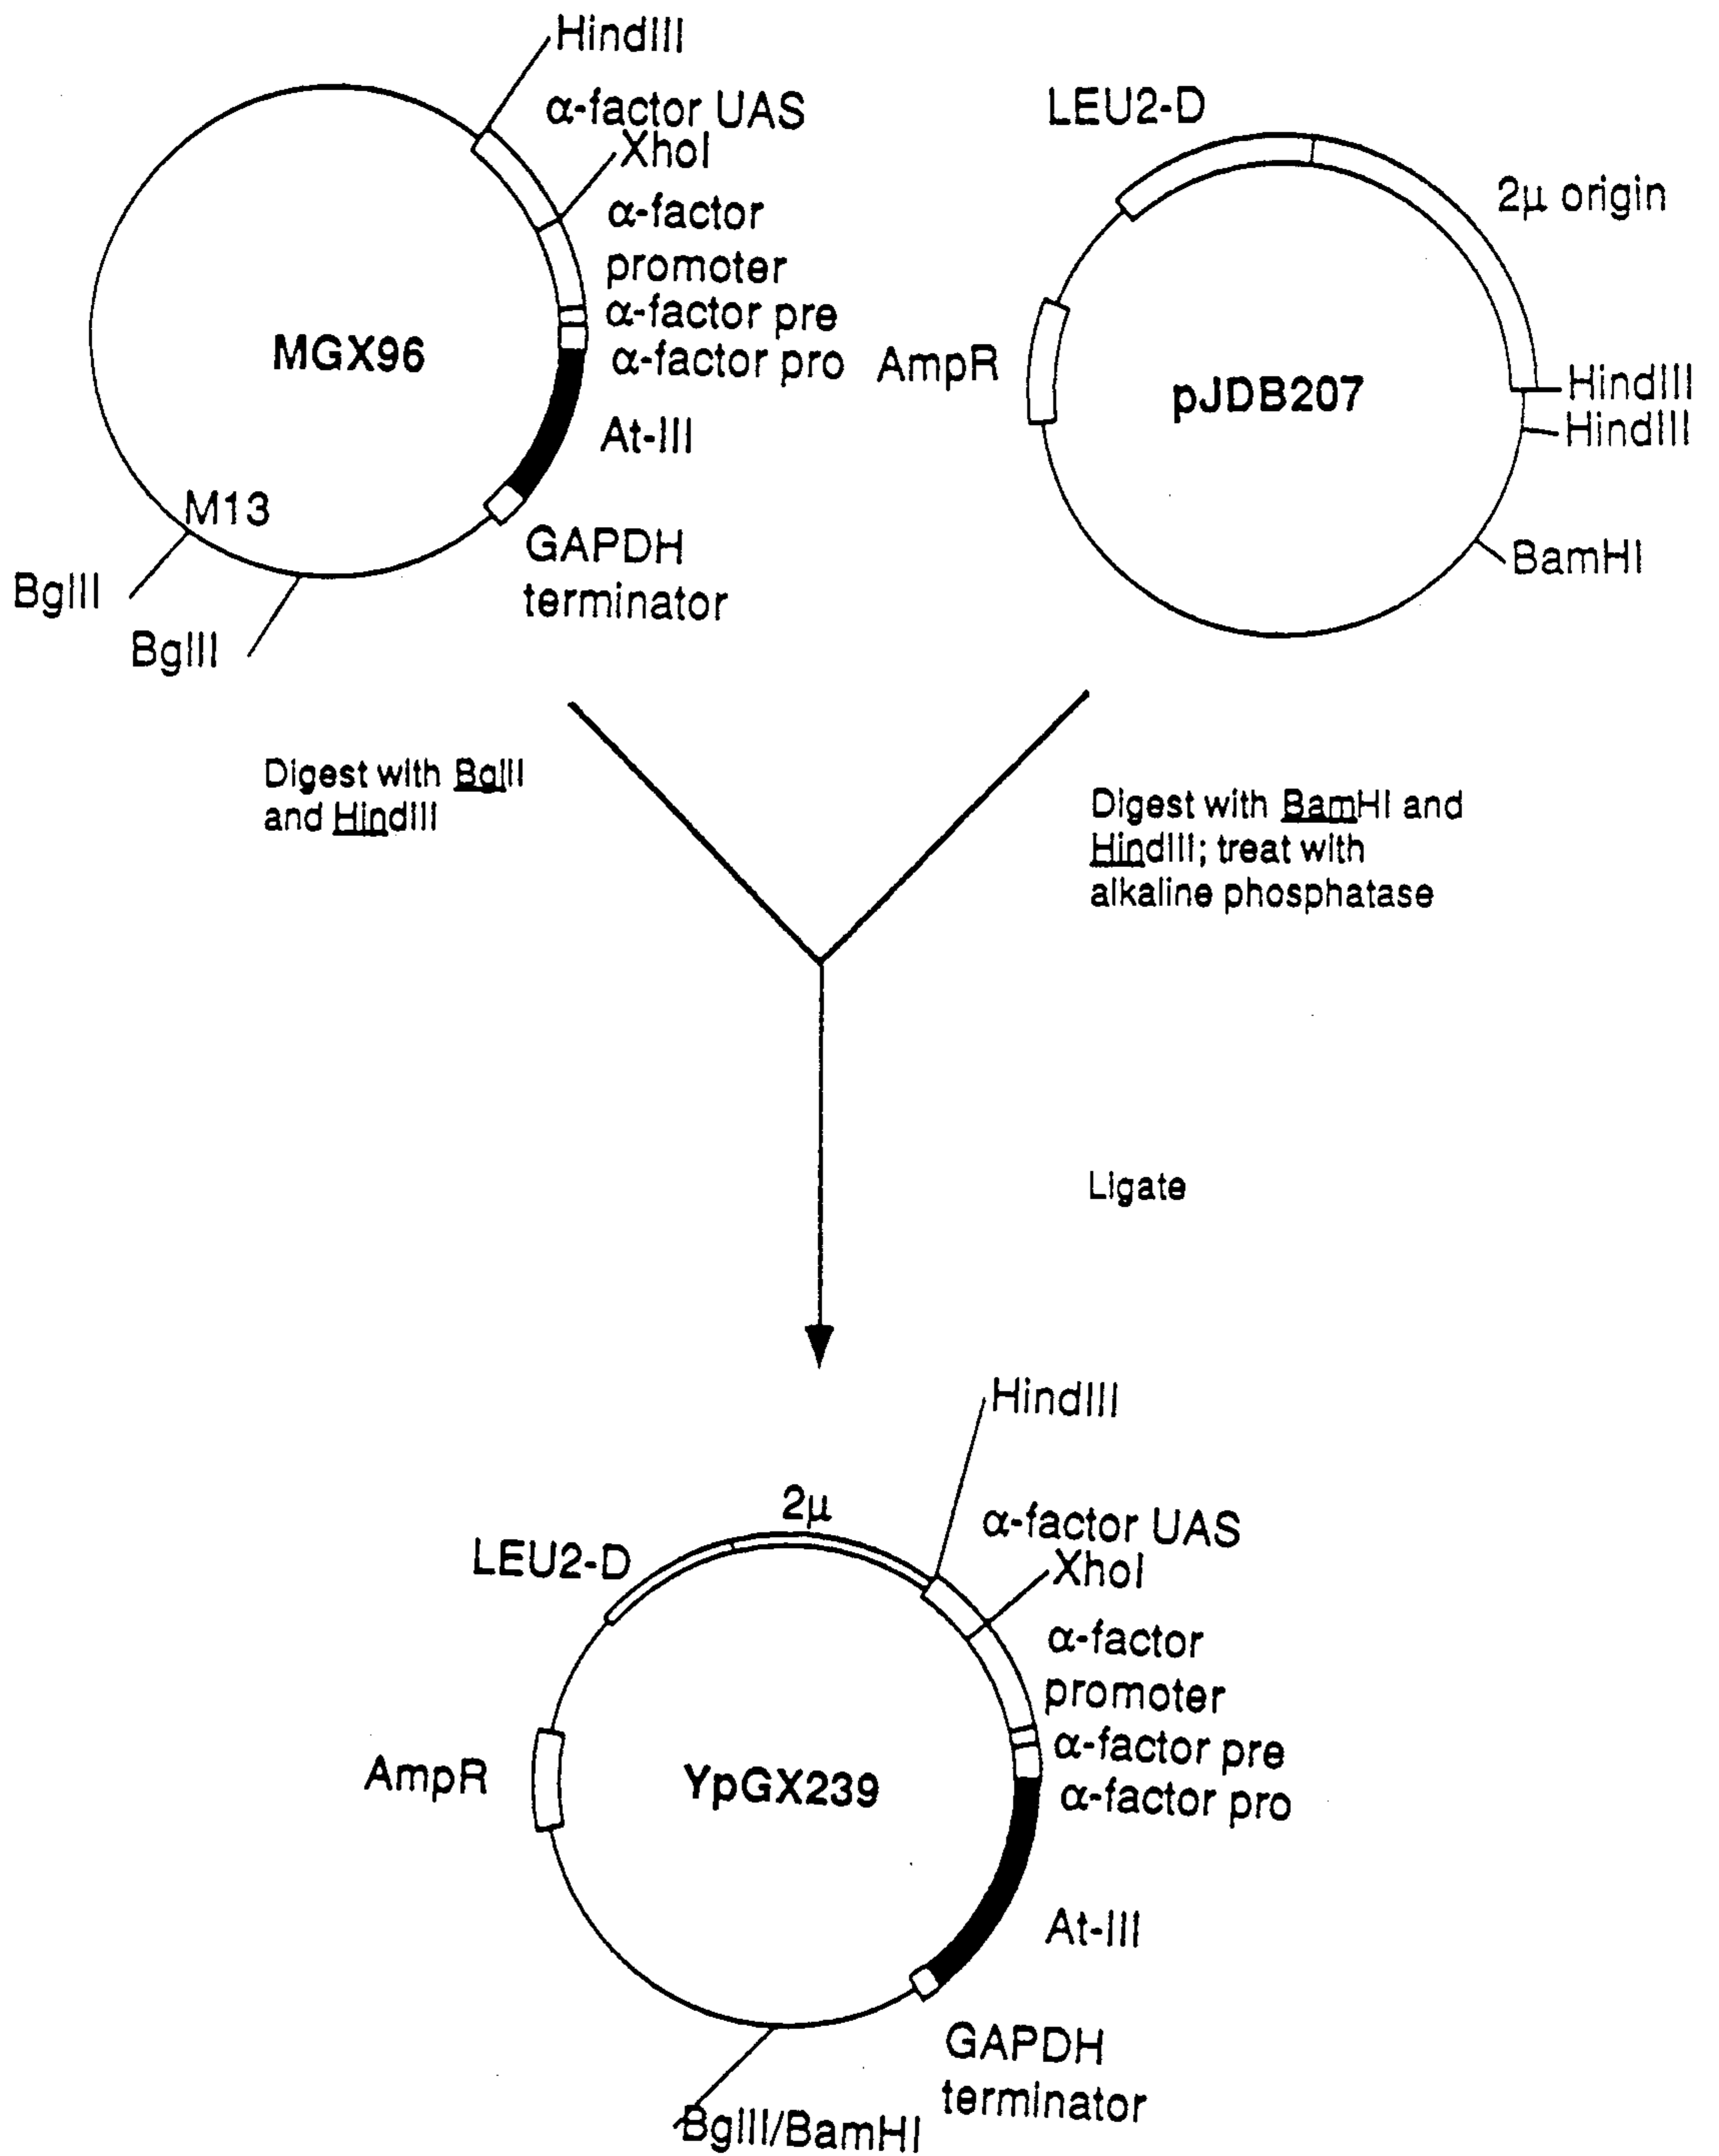 HindIII
α-factor UAS
XhoI
α-factor
promoter
α-factor pre
α-factor pro
MGX96
At-III
M13
GAPDH
terminator
BglII
BglII
LEU2-D
2μ origin
AmpR
pJDB207
HindIII
HindIII
BamHI
Digest with BglII
and HindIII
Digest with BamHI and
HindIII; treat with
alkaline phosphatase
Ligate
HindIII
2μ
α-factor UAS
LEU2-D
XhoI
α-factor
promoter
α-factor pre
AmpR
YpGX239
α-factor pro
At-III
GAPDH
terminator
BglII/BamHI